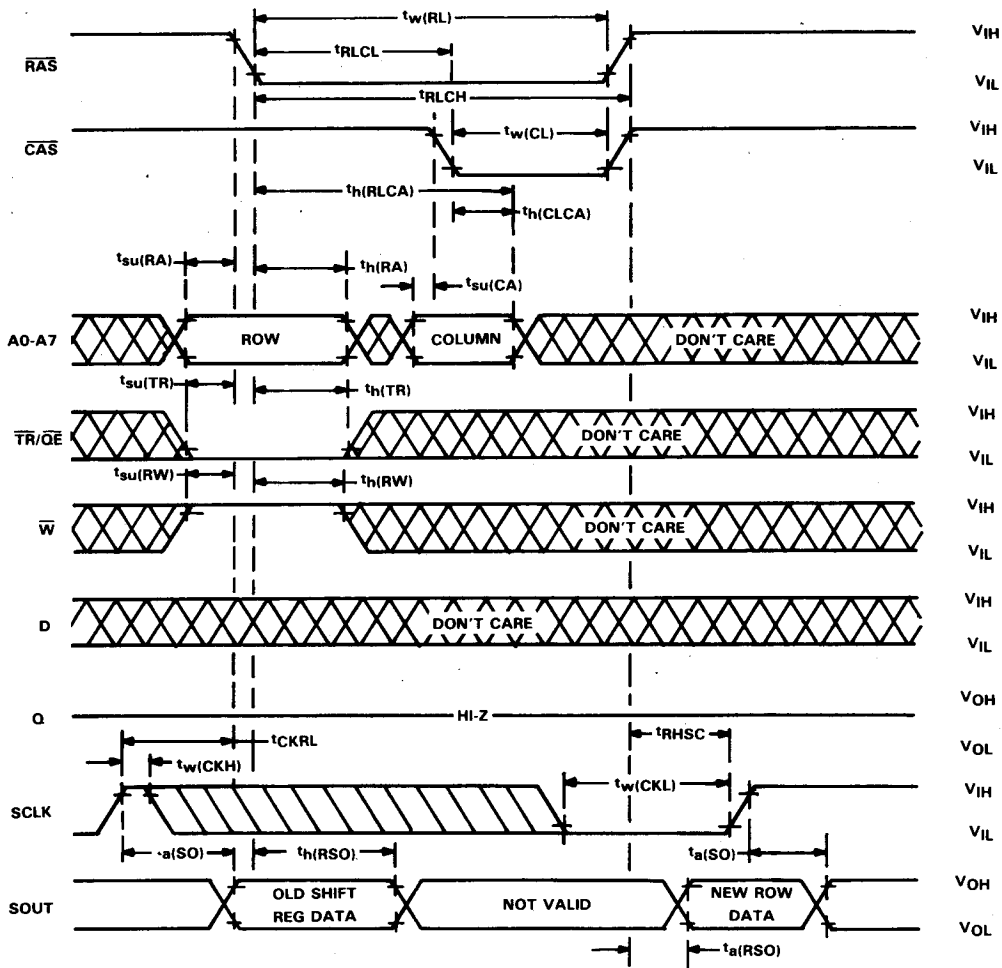 tw(RL)
VIH
tRLCL
RAS
VIL
tRLCH
tw(CL)
VIH
CAS
VIL
th(RLCA)
th(CLCA)
tsu(RA)
th(RA)
tsu(CA)
VIH
A0-A7
ROW
COLUMN
DON'T CARE
VIL
tsu(TR)
th(TR)
VIH
TR/QE
DON'T CARE
VIL
tsu(RW)
th(RW)
VIH
W
DON'T CARE
VIL
VIH
D
DON'T CARE
VIL
VOH
Q
HI-Z
tCKRL
tRHSC
VOL
tw(CKH)
tw(CKL)
VIH
SCLK
VIL
a(SO)
th(RSO)
ta(SO)
VOH
SOUT
OLD SHIFT
REG DATA
NOT VALID
NEW ROW
DATA
VOL
ta(RSO)